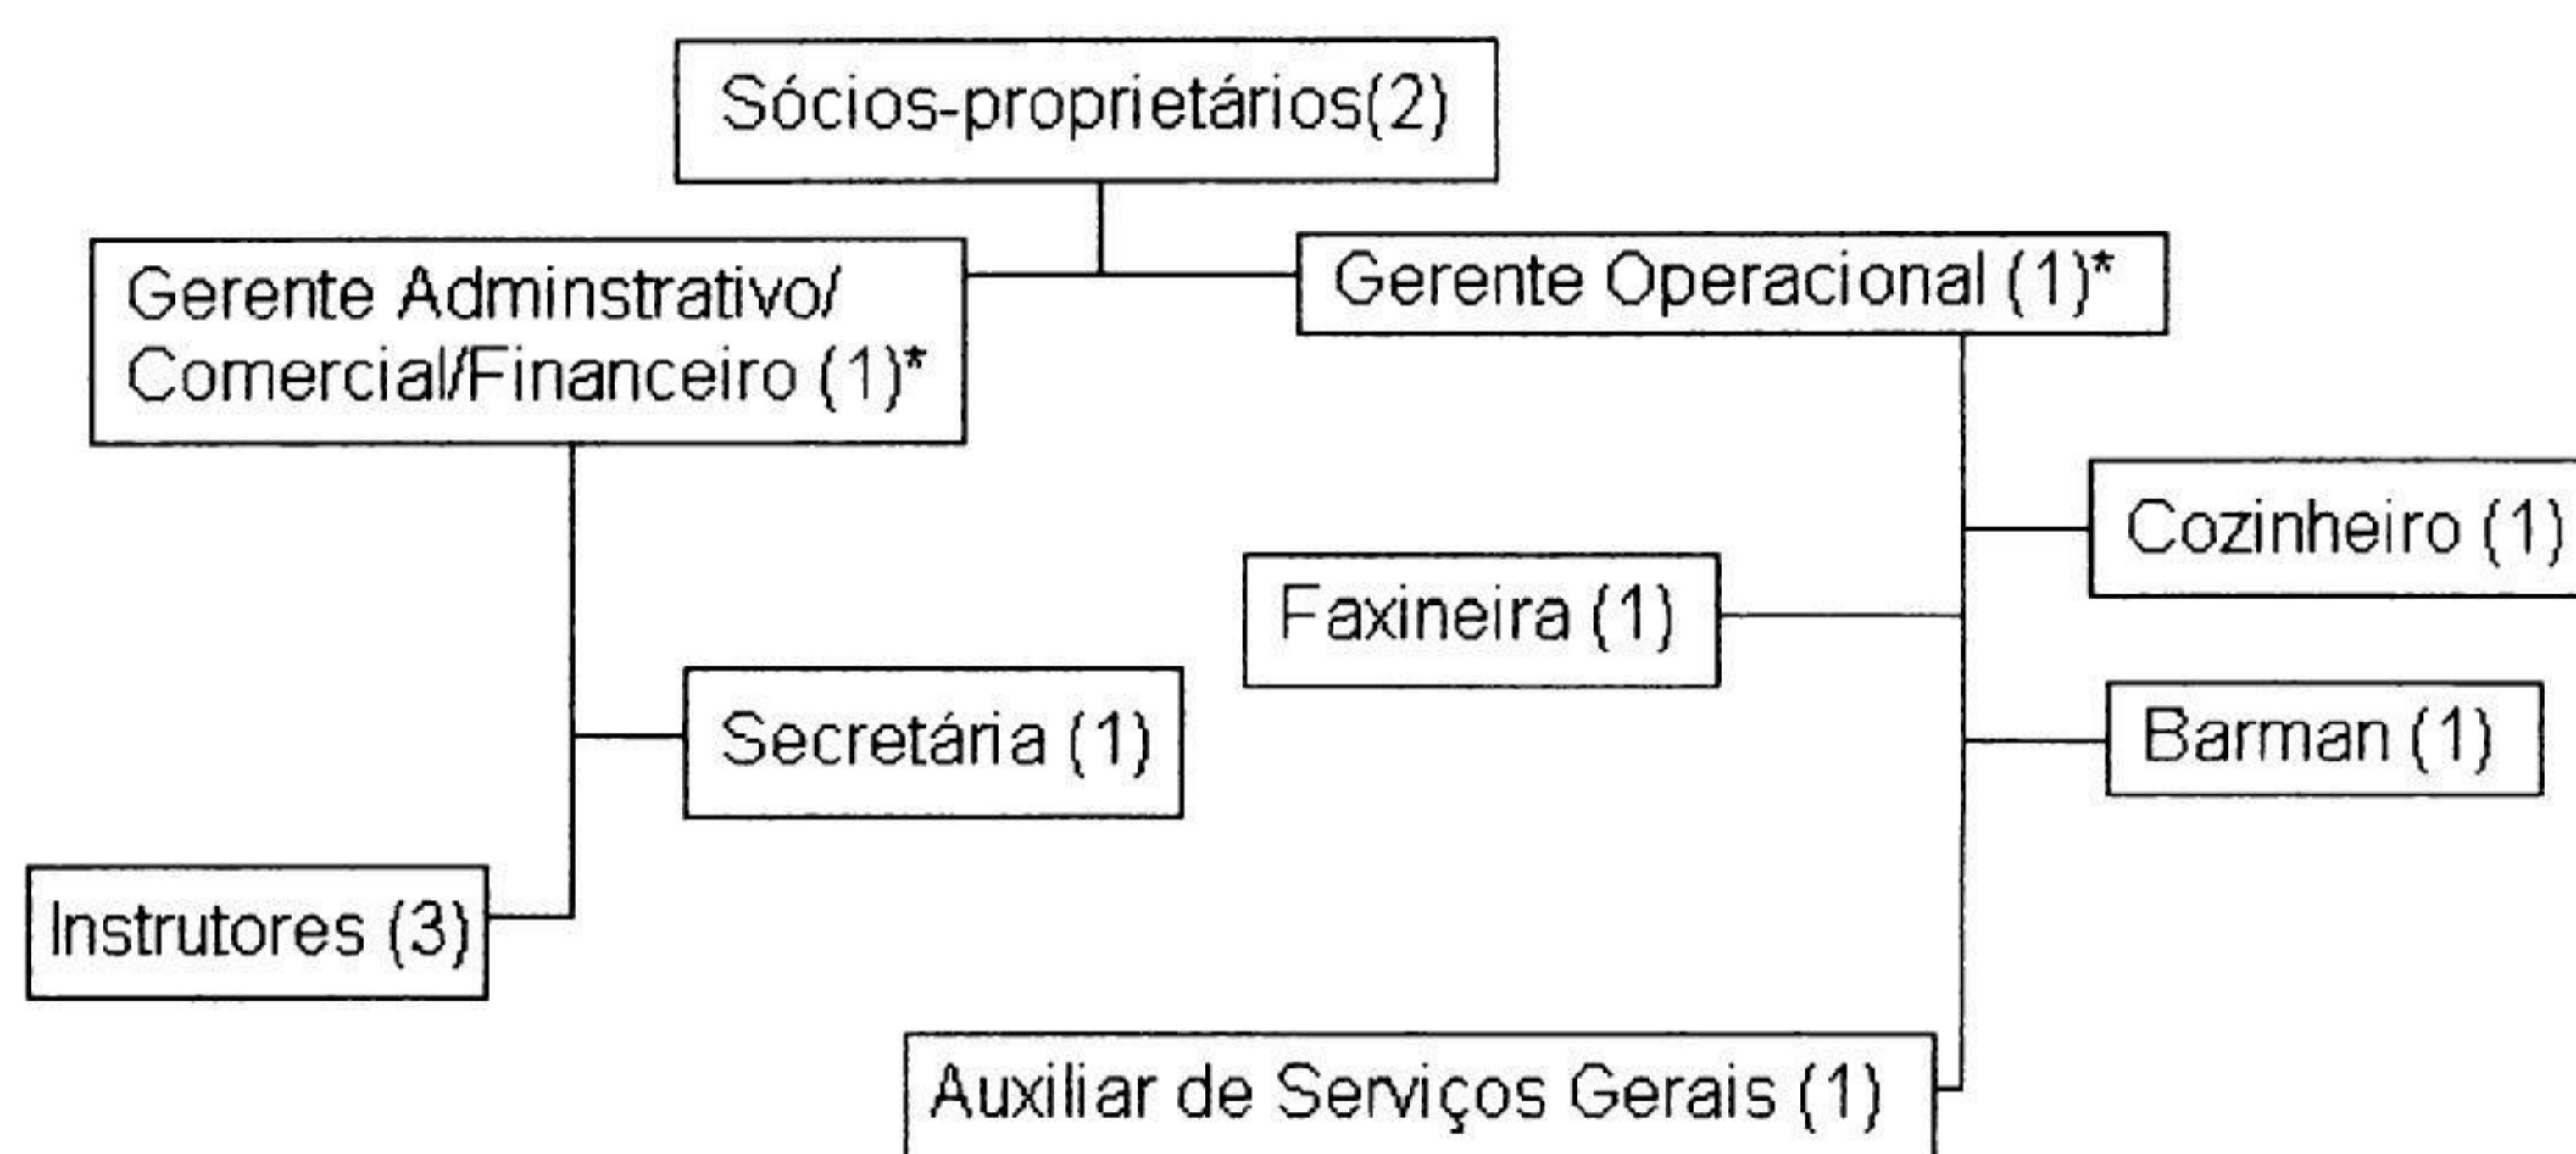 Sócios-proprietários(2)
Gerente Adminstrativo/
Comercial/Financeiro (1)*
Gerente Operacional (1)*
Cozinheiro (1)
Faxineira (1)
Secretária (1)
Barman (1)
Instrutores (3)
Auxiliar de Serviços Gerais (1)